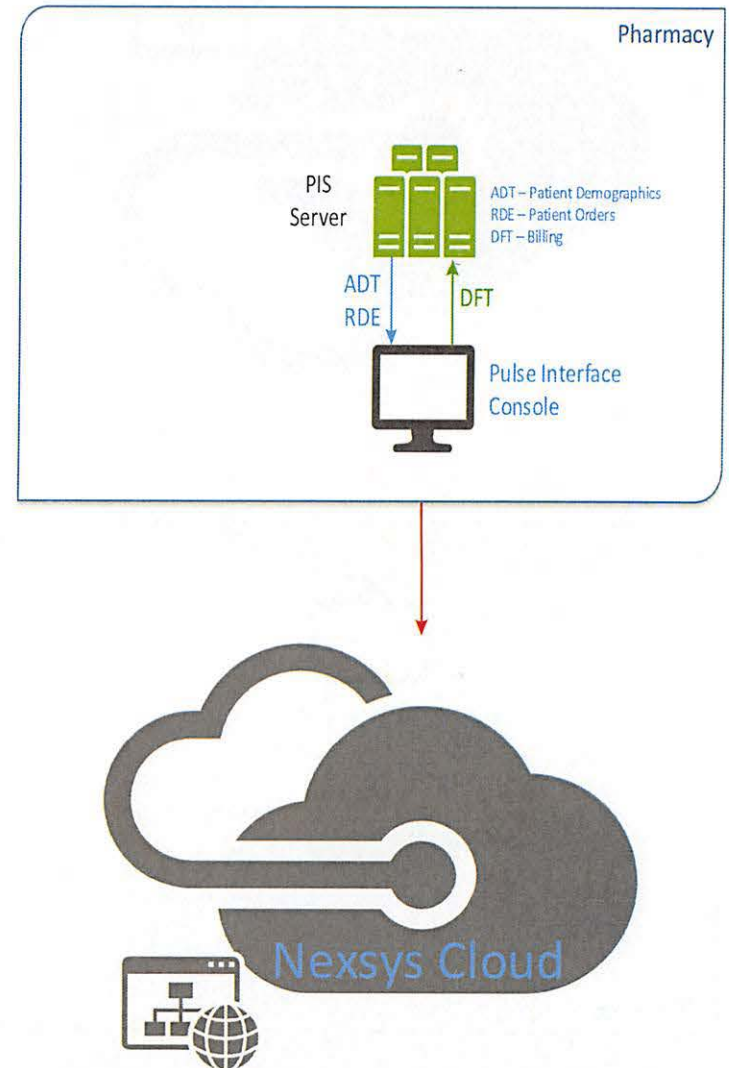 Pharmacy
PIS
Server
ADT – Patient Demographics
RDE – Patient Orders
DFT – Billing
ADT
RDE
DFT
Pulse Interface
Console
Nexsys Cloud